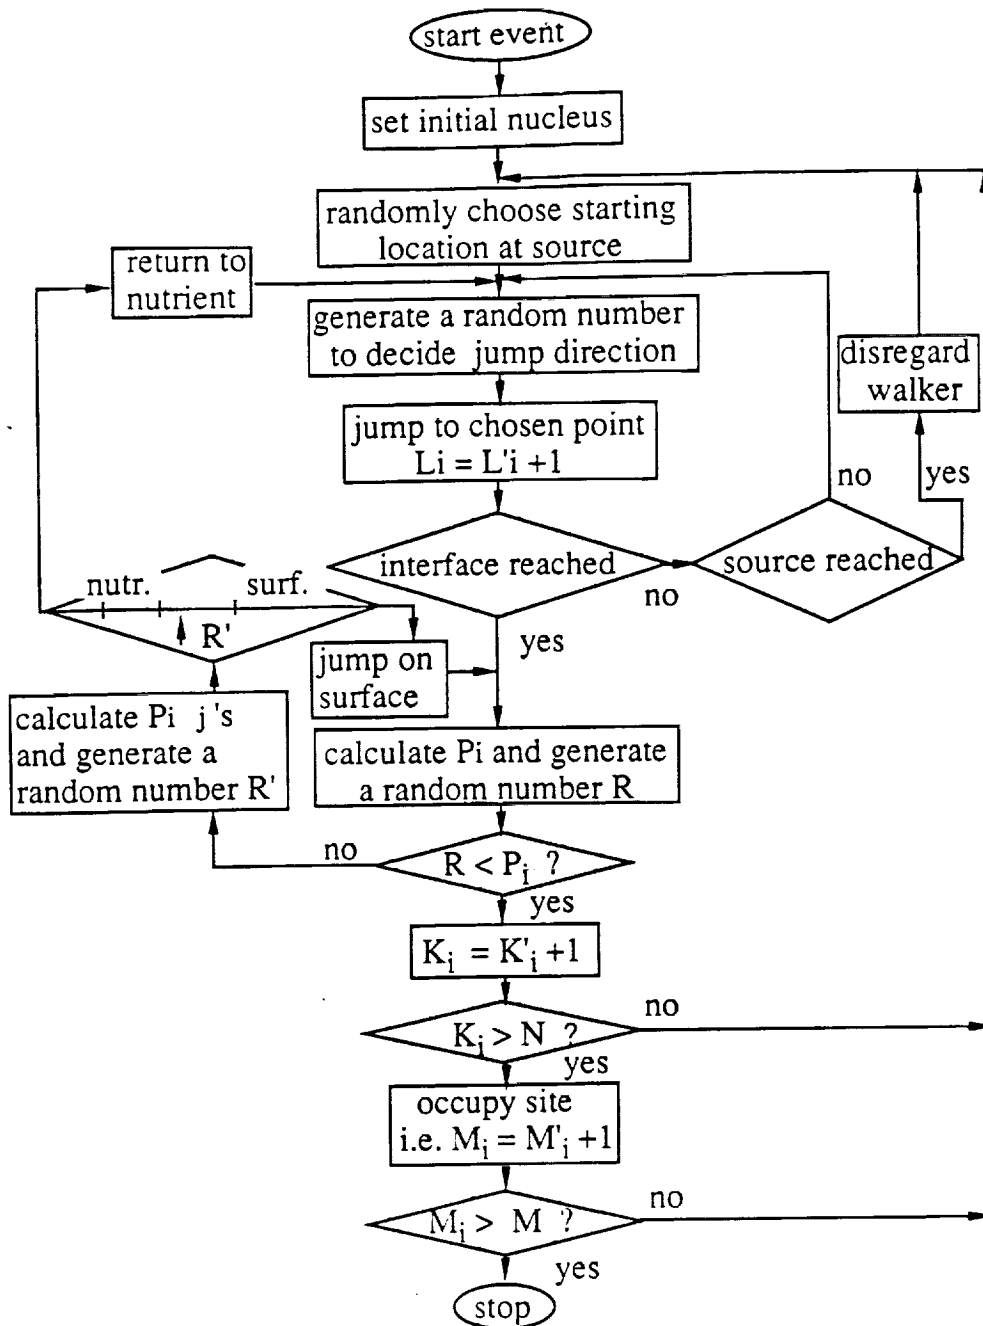 start event
set initial nucleus
randomly choose starting
location at source
return to
nutrient
generate a random number
to decide jump direction
disregard
walker
jump to chosen point
Li = L'i +1
no
yes
interface reached
source reached
no
nutr.
surf.
R'
yes
jump on
surface
calculate Pi j's
and generate a
random number R'
calculate Pi and generate
a random number R
no
R < Pi ?
yes
Ki = K'i +1
no
Ki > N ?
yes
occupy site
i.e. Mi = M'i +1
no
Mi > M ?
yes
stop